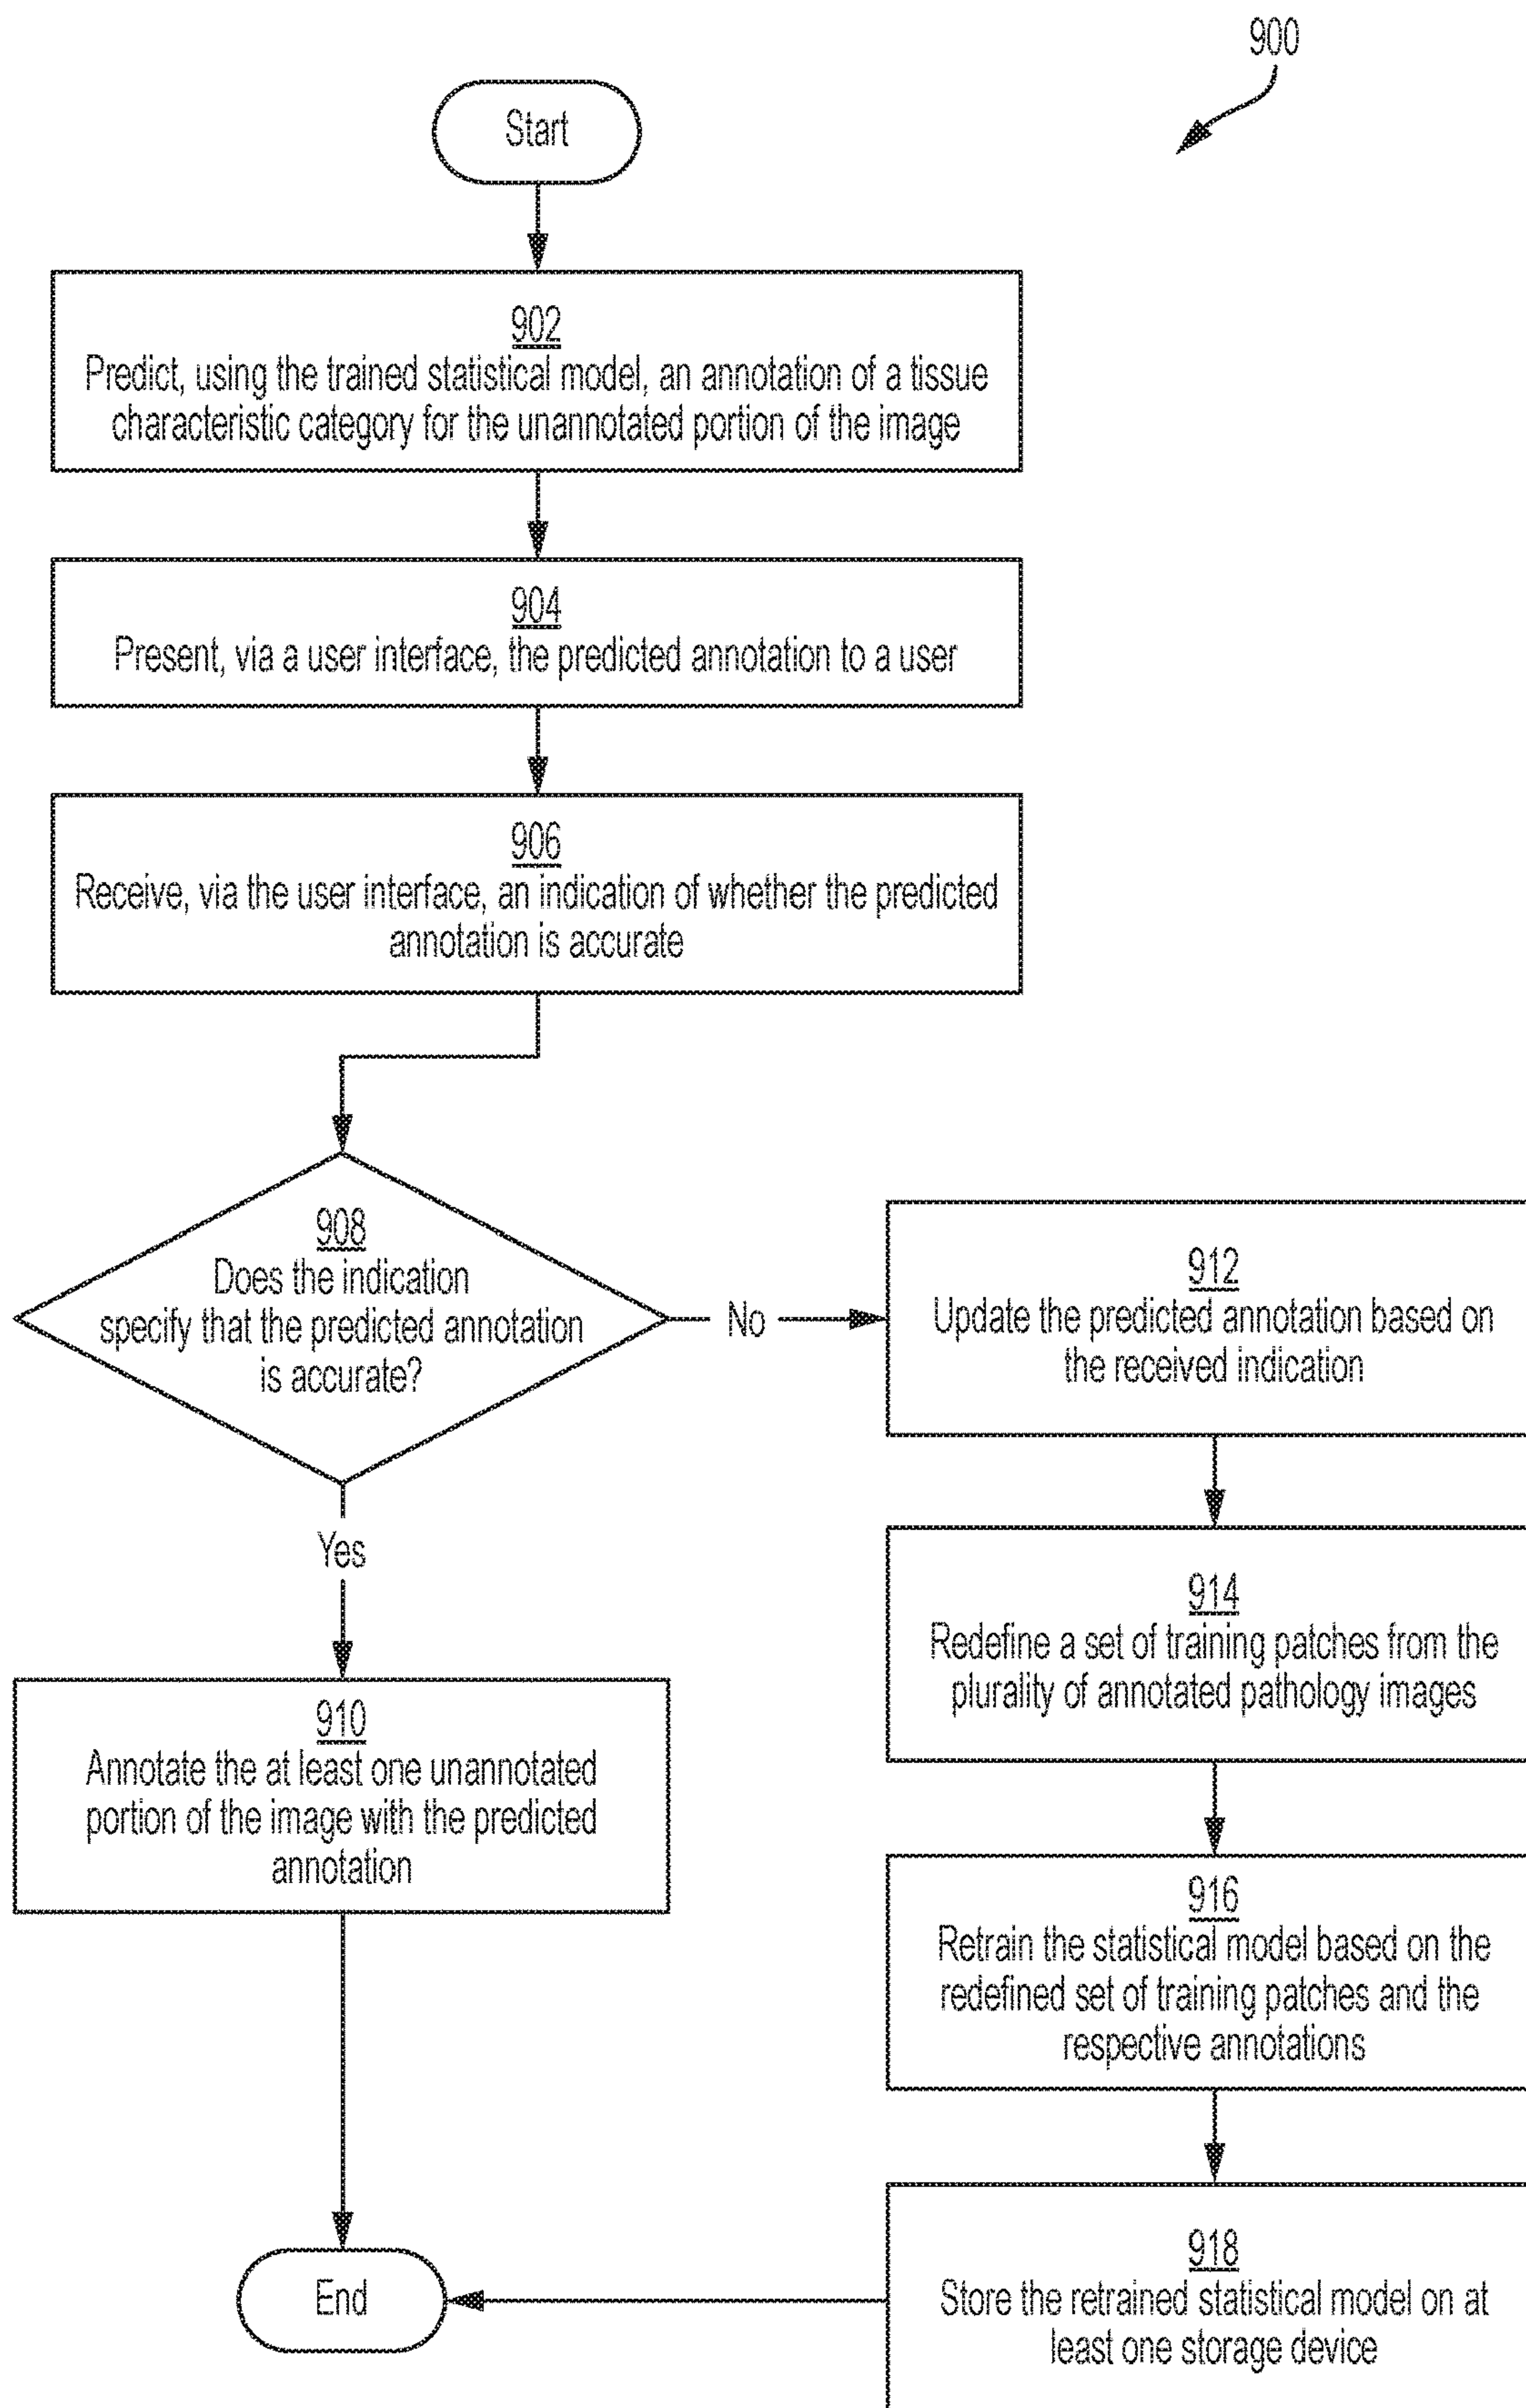 900
Start
902
Predict, using the trained statistical model, an annotation of a tissue
characteristic category for the unannotated portion of the image
904
Present, via a user interface, the predicted annotation to a user
906
Receive, via the user interface, an indication of whether the predicted
annotation is accurate
908
Does the indication
specify that the predicted annotation
is accurate?
No
912
Update the predicted annotation based on
the received indication
Yes
914
Redefine a set of training patches from the
plurality of annotated pathology images
910
Annotate the at least one unannotated
portion of the image with the predicted
annotation
916
Retrain the statistical model based on the
redefined set of training patches and the
respective annotations
918
Store the retrained statistical model on at
least one storage device
End